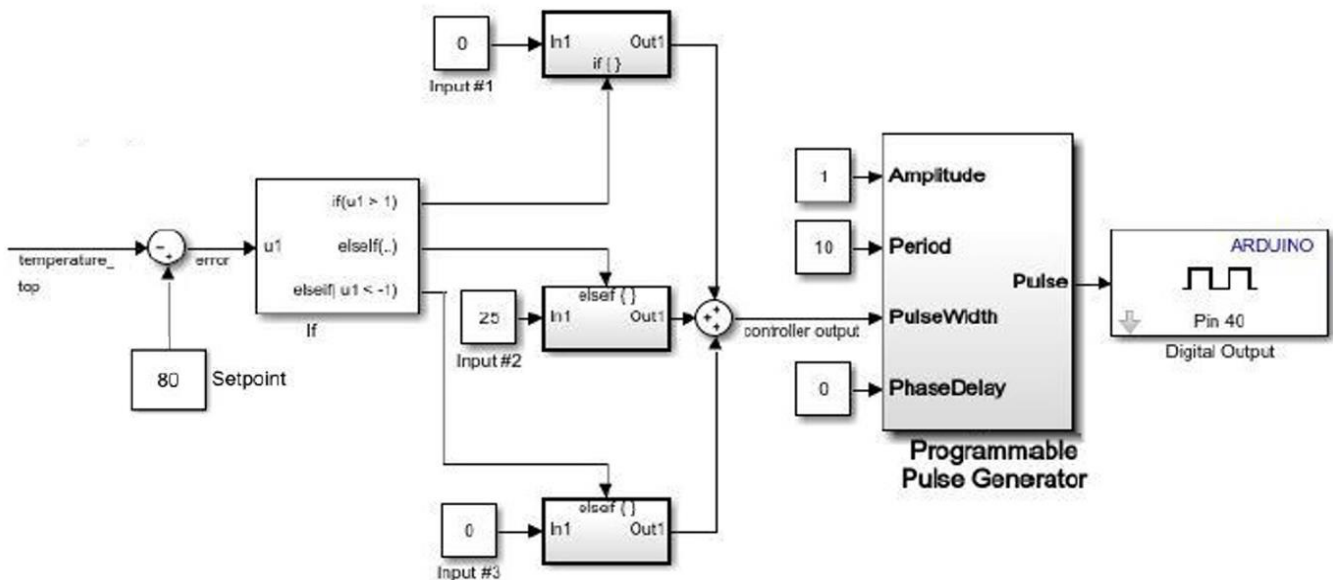 0
Input #1
In1
Out1
if { }
temperature_
top
-
+
error
80
Setpoint
u1
if(u1 > 1)
elseif(..)
elseif( u1 < -1)
If
25
Input #2
elseif { }
In1
Out1
0
Input #3
elseif { }
In1
Out1
+
+
+
controller output
1
Amplitude
10
Period
PulseWidth
0
PhaseDelay
Pulse
Programmable
Pulse Generator
ARDUINO
Pin 40
Digital Output